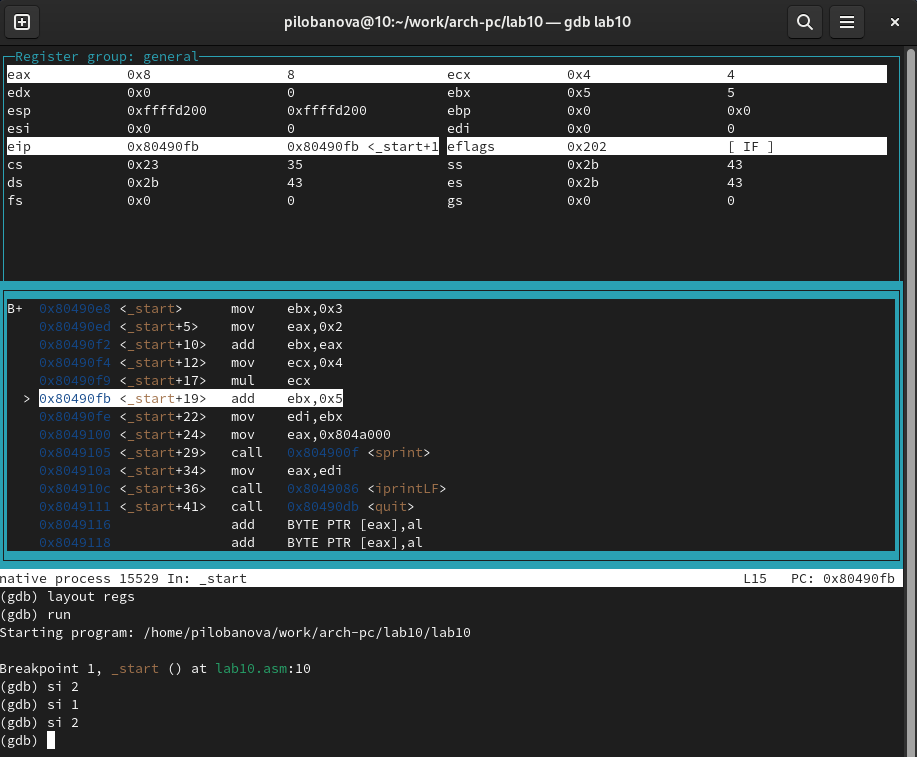 pilobanova@10:~/work/arch-pc/lab10 — gdb lab10
Register group: general
eax 0x8 8 ecx 0x4 4
edx 0x0 0 ebx 0x5 5
esp 0xffffd200 0xffffd200 ebp 0x0 0x0
esi 0x0 0 edi 0x0 0
eip 0x80490fb 0x80490fb <_start+1 eflags 0x202 [ IF ]
cs 0x23 35 ss 0x2b 43
ds 0x2b 43 es 0x2b 43
fs 0x0 0 gs 0x0 0
B+ 0x80490e8 <_start> mov ebx,0x3
0x80490ed <_start+5> mov eax,0x2
0x80490f2 <_start+10> add ebx,eax
0x80490f4 <_start+12> mov ecx,0x4
0x80490f9 <_start+17> mul ecx
> 0x80490fb <_start+19> add ebx,0x5
0x80490fe <_start+22> mov edi,ebx
0x8049100 <_start+24> mov eax,0x804a000
0x8049105 <_start+29> call 0x804900f <sprint>
0x804910a <_start+34> mov eax,edi
0x804910c <_start+36> call 0x8049086 <iprintLF>
0x8049111 <_start+41> call 0x80490db <quit>
0x8049116 add BYTE PTR [eax],al
0x8049118 add BYTE PTR [eax],al
native process 15529 In: _start L15 PC: 0x80490fb
(gdb) layout regs
(gdb) run
Starting program: /home/pilobanova/work/arch-pc/lab10/lab10
Breakpoint 1, _start () at lab10.asm:10
(gdb) si 2
(gdb) si 1
(gdb) si 2
(gdb)